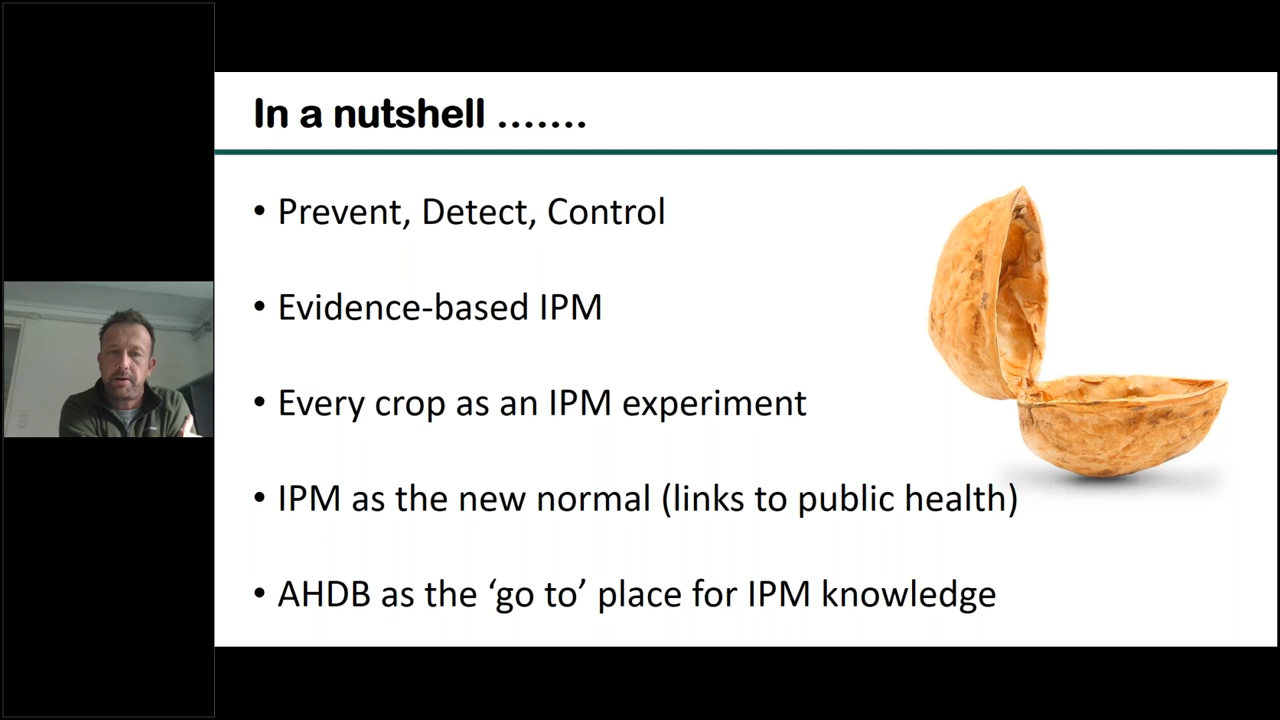 In a nutshell .......
• Prevent, Detect, Control
• Evidence-based IPM
• Every crop as an IPM experiment
• IPM as the new normal (links to public health)
• AHDB as the ‘go to’ place for IPM knowledge